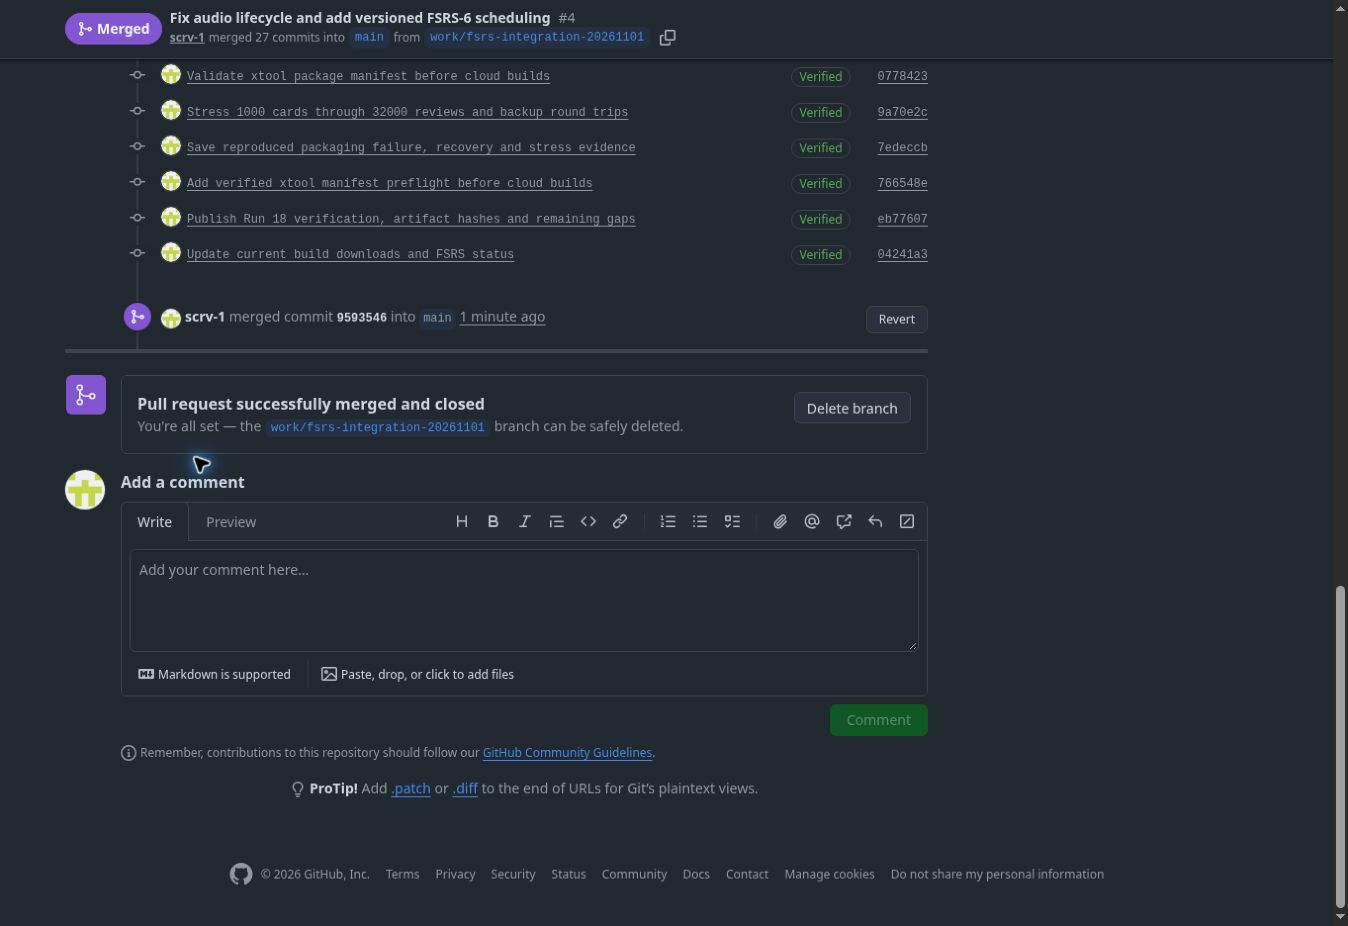 Merged
Fix audio lifecycle and add versioned FSRS-6 scheduling #4
scrv-1 merged 27 commits into main from work/fsrs-integration-20261101
Validate xtool package manifest before cloud builds Verified 0778423
Stress 1000 cards through 32000 reviews and backup round trips Verified 9a70e2c
Save reproduced packaging failure, recovery and stress evidence Verified 7edeccb
Add verified xtool manifest preflight before cloud builds Verified 766548e
Publish Run 18 verification, artifact hashes and remaining gaps Verified eb77607
Update current build downloads and FSRS status Verified 04241a3
scrv-1 merged commit 9593546 into main 1 minute ago Revert
Pull request successfully merged and closed
You're all set — the work/fsrs-integration-20261101 branch can be safely deleted.
Delete branch
Add a comment
Write Preview
Add your comment here...
Markdown is supported Paste, drop, or click to add files
Comment
Remember, contributions to this repository should follow our GitHub Community Guidelines.
ProTip! Add .patch or .diff to the end of URLs for Git's plaintext views.
© 2026 GitHub, Inc. Terms Privacy Security Status Community Docs Contact Manage cookies Do not share my personal information